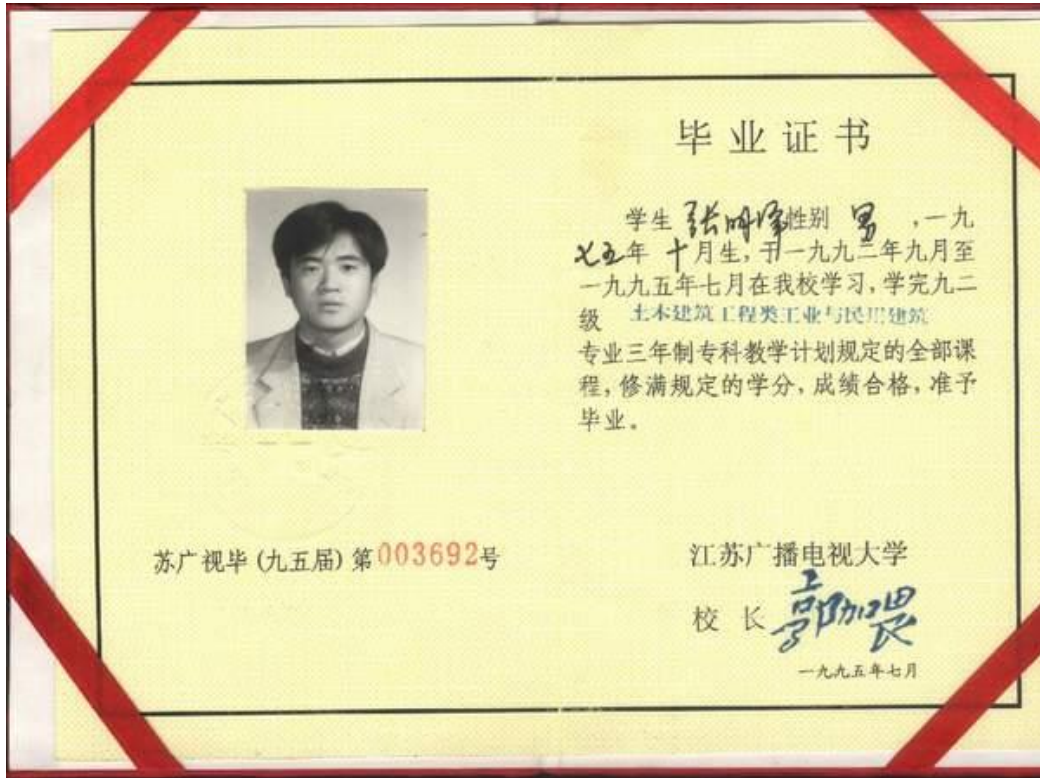 毕业证书
学生 张明泽 性别 男 ,一九
七五年 十月生,于一九九二年九月至
一九九五年七月在我校学习,学完九二
级 土木建筑工程类工业与民用建筑
专业三年制专科教学计划规定的全部课
程,修满规定的学分,成绩合格,准予
毕业。
苏广视毕(九五届)第003692号
江苏广播电视大学
校 长
一九九五年七月